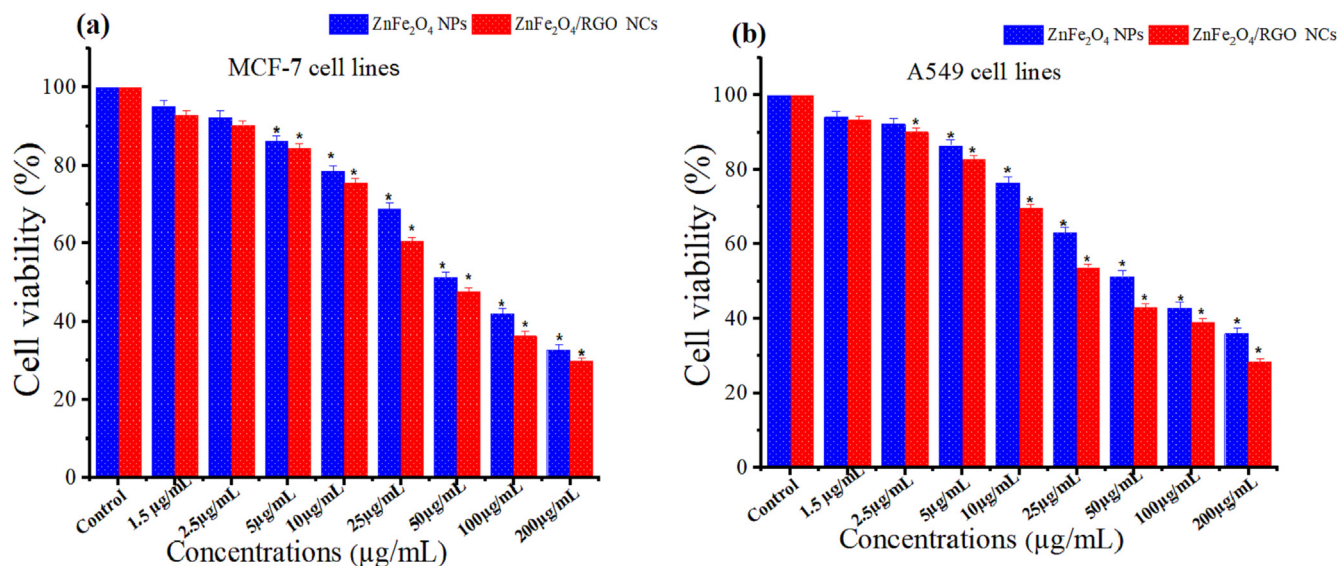 (a)
ZnFe₂O₄ NPs
ZnFe₂O₄/RGO NCs
MCF-7 cell lines
Cell viability (%)
100
80
60
40
20
0
* * * * * * * * * * * *
Control
1.5 µg/mL
2.5µg/mL
5µg/mL
10µg/mL
25µg/mL
50µg/mL
100µg/mL
200µg/mL
Concentrations (µg/mL)
(b)
ZnFe₂O₄ NPs
ZnFe₂O₄/RGO NCs
A549 cell lines
Cell viability (%)
100
80
60
40
20
0
* * * * * * * * * * * * *
Control
1.5 µg/mL
2.5µg/mL
5µg/mL
10µg/mL
25µg/mL
50µg/mL
100µg/mL
200µg/mL
Concentrations (µg/mL)